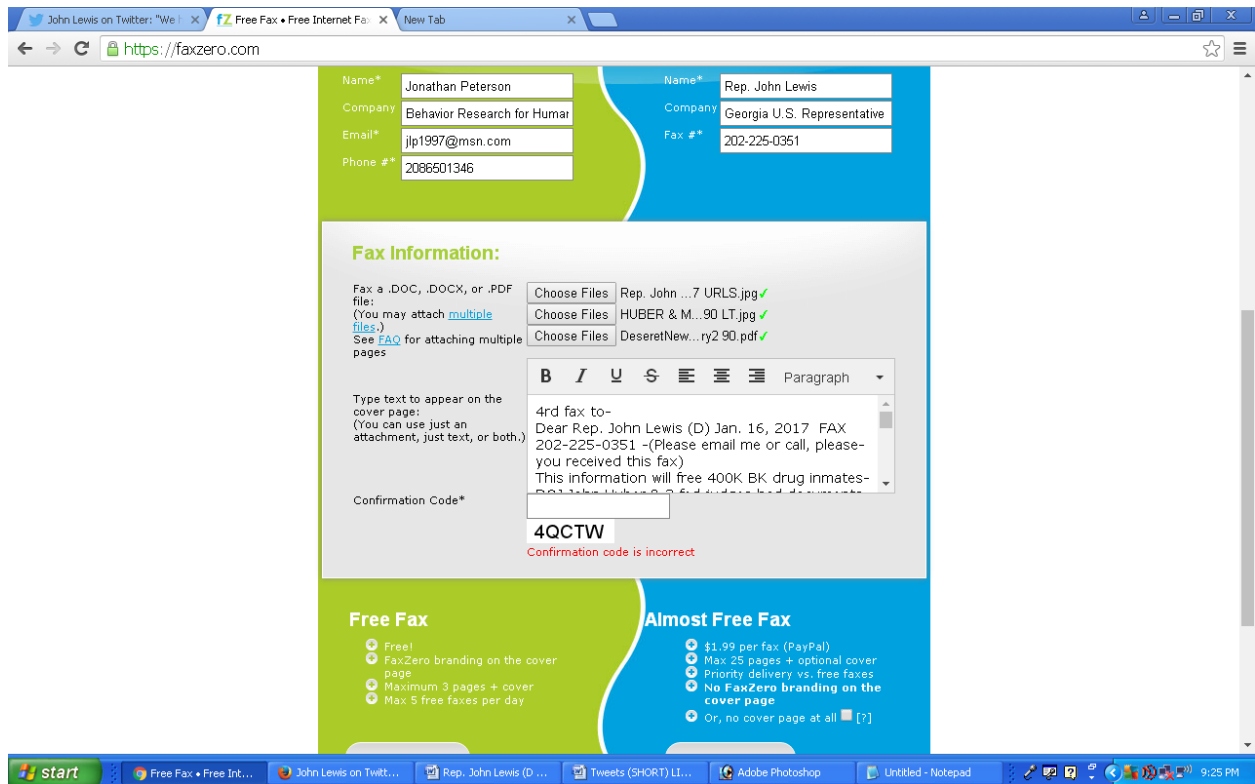 John Lewis on Twitter: "We h
fZ Free Fax • Free Internet Fax
New Tab
https://faxzero.com
Name*
Jonathan Peterson
Name*
Rep. John Lewis
Company
Behavior Research for Human
Company
Georgia U.S. Representative
Email*
jlp1997@msn.com
Fax #*
202-225-0351
Phone #*
2086501346
Fax Information:
Fax a .DOC, .DOCX, or .PDF
file:
(You may attach multiple
files.)
See FAQ for attaching multiple
pages
Choose Files Rep. John ...7 URLS.jpg
Choose Files HUBER & M...90 LT.jpg
Choose Files DeseretNew...ry2 90.pdf
B I U S Paragraph
Type text to appear on the
cover page:
(You can use just an
attachment, just text, or both.)
4rd fax to-
Dear Rep. John Lewis (D) Jan. 16, 2017 FAX
202-225-0351 -(Please email me or call, please-
you received this fax)
This information will free 400K BK drug inmates-
Confirmation Code*
4QCTW
Confirmation code is incorrect
Free Fax
Free!
FaxZero branding on the cover
page
Maximum 3 pages + cover
Max 5 free faxes per day
Almost Free Fax
$1.99 per fax (PayPal)
Max 25 pages + optional cover
Priority delivery vs. free faxes
No FaxZero branding on the
cover page
Or, no cover page at all [?]
start
Free Fax • Free Int...
John Lewis on Twitt...
Rep. John Lewis (D ...
Tweets (SHORT) LI...
Adobe Photoshop
Untitled - Notepad
9:25 PM